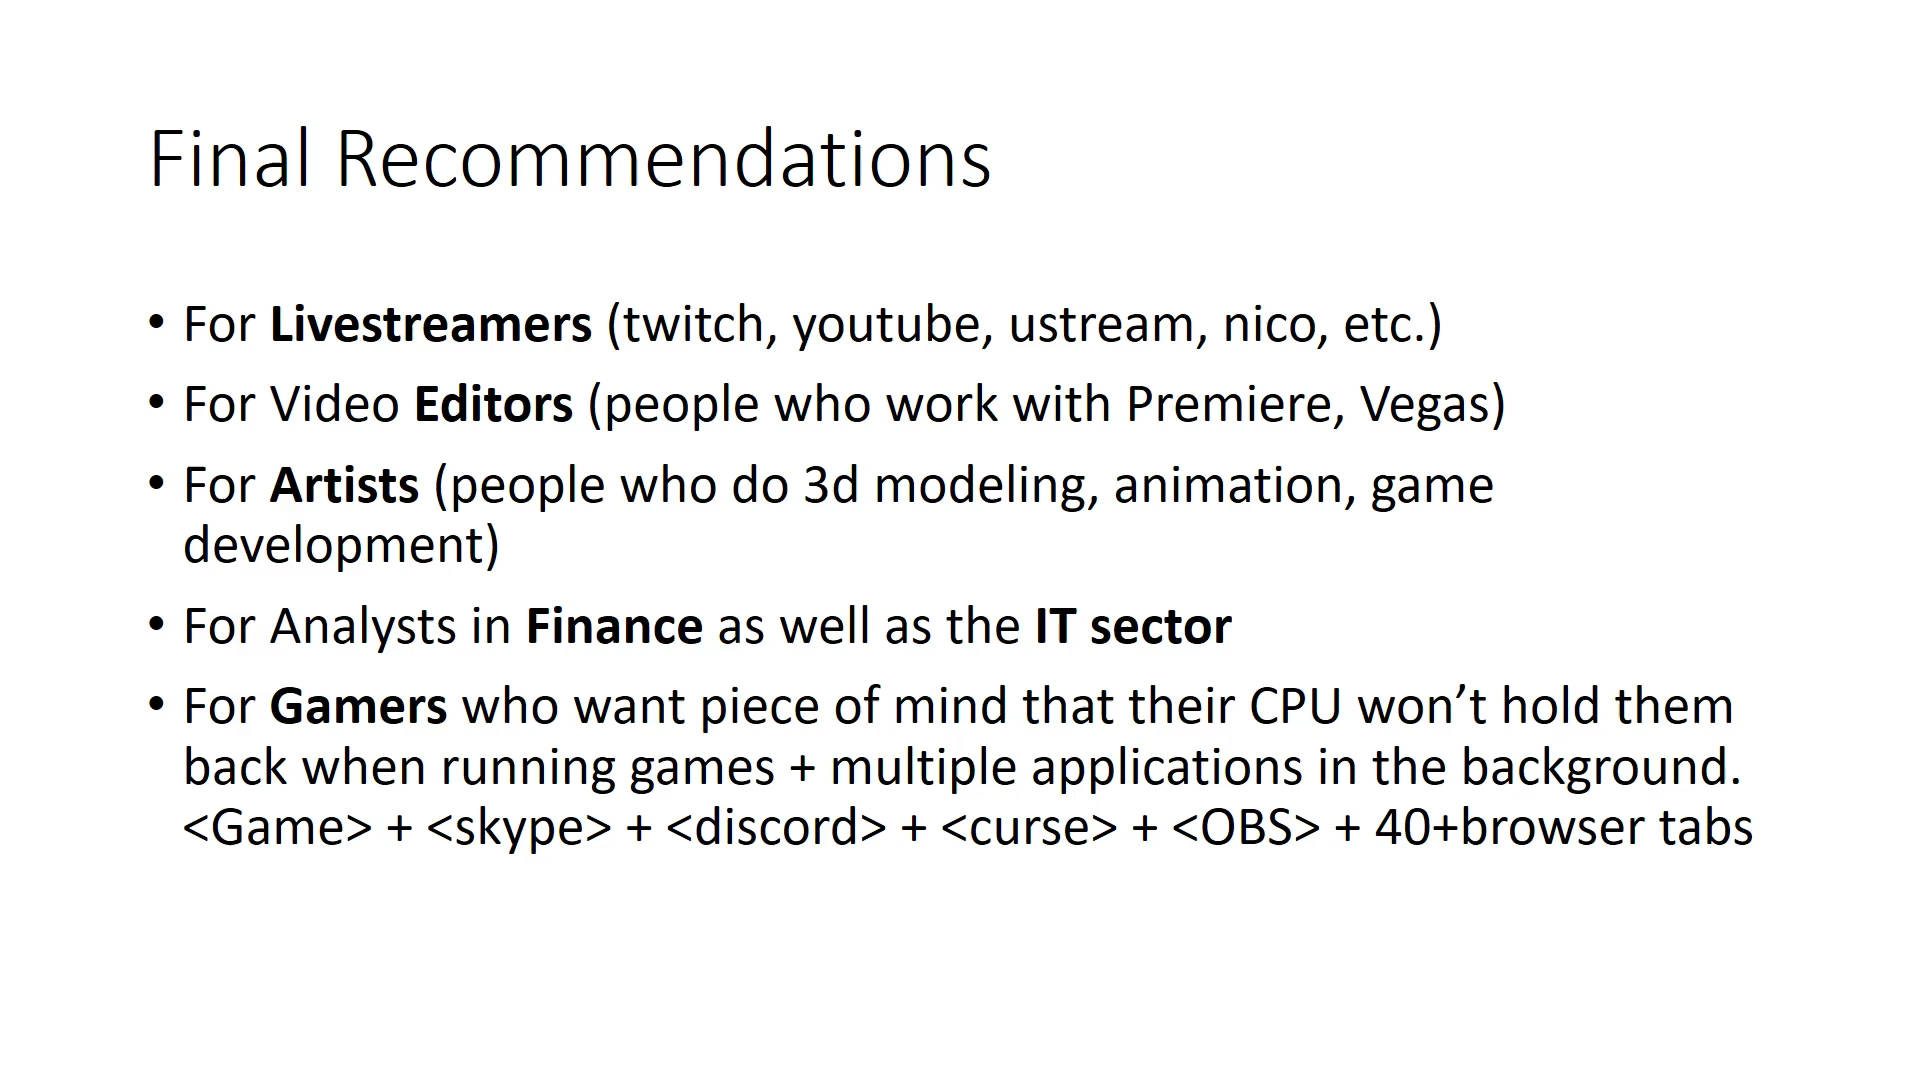 Final Recommendations
• For Livestreamers (twitch, youtube, ustream, nico, etc.)
• For Video Editors (people who work with Premiere, Vegas)
• For Artists (people who do 3d modeling, animation, game
development)
• For Analysts in Finance as well as the IT sector
• For Gamers who want piece of mind that their CPU won’t hold them
back when running games + multiple applications in the background.
<Game> + <skype> + <discord> + <curse> + <OBS> + 40+browser tabs